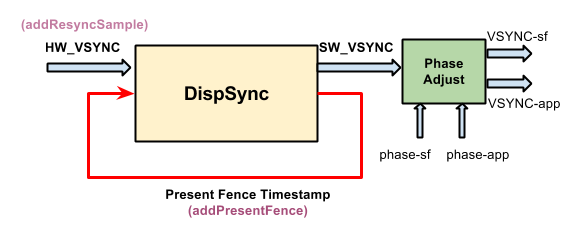 (addResyncSample)
HW_VSYNC
SW_VSYNC
DispSync
Phase
Adjust
VSYNC-sf
VSYNC-app
phase-sf
phase-app
Present Fence Timestamp
(addPresentFence)